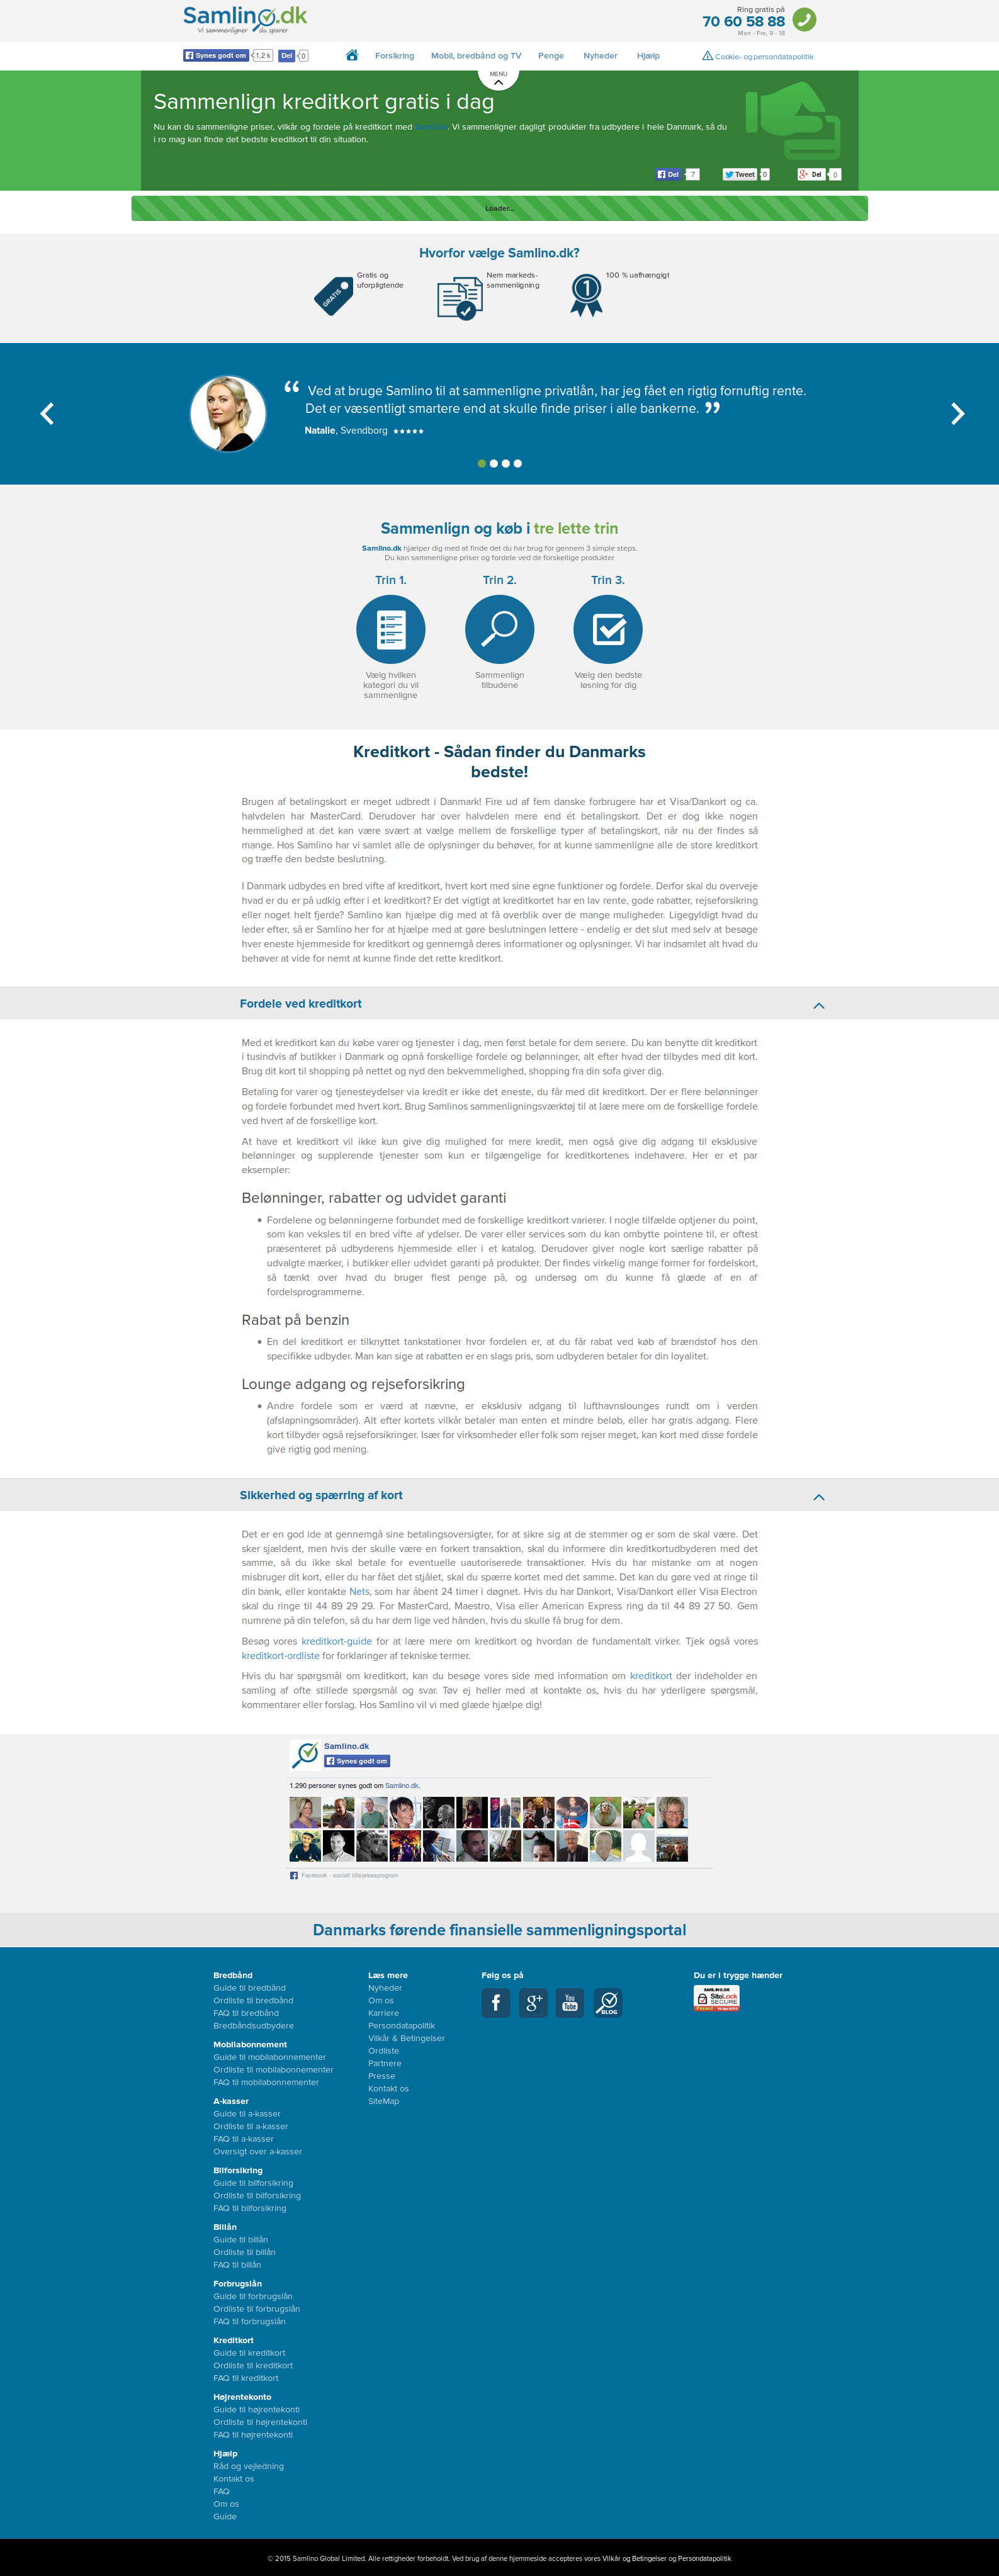 Samlino.dk
Vi sammenligner du sparer
Ring gratis på
70 60 58 88
Man - Fre, 9 - 18
Synes godt om 1,2 k Del 0
Forsikring Mobil, bredbånd og TV Penge Nyheder Hjælp
Cookie- og persondatapolitik
MENU
Sammenlign kreditkort gratis i dag
Nu kan du sammenligne priser, vilkår og fordele på kreditkort med Samlino. Vi sammenligner dagligt produkter fra udbydere i hele Danmark, så du
i ro mag kan finde det bedste kreditkort til din situation.
Del 7 Tweet 0 Del 0
Loader...
Hvorfor vælge Samlino.dk?
GRATIS
Gratis og
uforpligtende
Nem markeds-
sammenligning
1
100 % uafhængigt
“ Ved at bruge Samlino til at sammenligne privatlån, har jeg fået en rigtig fornuftig rente.
Det er væsentligt smartere end at skulle finde priser i alle bankerne. ”
Natalie, Svendborg ★★★★★
Sammenlign og køb i tre lette trin
Samlino.dk hjælper dig med at finde det du har brug for gennem 3 simple steps.
Du kan sammenligne priser og fordele ved de forskellige produkter
Trin 1. Trin 2. Trin 3.
Vælg hvilken
kategori du vil
sammenligne
Sammenlign
tilbudene
Vælg den bedste
løsning for dig
Kreditkort - Sådan finder du Danmarks
bedste!
Brugen af betalingskort er meget udbredt i Danmark! Fire ud af fem danske forbrugere har et Visa/Dankort og ca.
halvdelen har MasterCard. Derudover har over halvdelen mere end ét betalingskort. Det er dog ikke nogen
hemmelighed at det kan være svært at vælge mellem de forskellige typer af betalingskort, når nu der findes så
mange. Hos Samlino har vi samlet alle de oplysninger du behøver, for at kunne sammenligne alle de store kreditkort
og træffe den bedste beslutning.
I Danmark udbydes en bred vifte af kreditkort, hvert kort med sine egne funktioner og fordele. Derfor skal du overveje
hvad er du er på udkig efter i et kreditkort? Er det vigtigt at kreditkortet har en lav rente, gode rabatter, rejseforsikring
eller noget helt fjerde? Samlino kan hjælpe dig med at få overblik over de mange muligheder. Ligegyldigt hvad du
leder efter, så er Samlino her for at hjælpe med at gøre beslutningen lettere - endelig er det slut med selv at besøge
hver eneste hjemmeside for kreditkort og gennemgå deres informationer og oplysninger. Vi har indsamlet alt hvad du
behøver at vide for nemt at kunne finde det rette kreditkort.
Fordele ved kreditkort
Med et kreditkort kan du købe varer og tjenester i dag, men først betale for dem senere. Du kan benytte dit kreditkort
i tusindvis af butikker i Danmark og opnå forskellige fordele og belønninger, alt efter hvad der tilbydes med dit kort.
Brug dit kort til shopping på nettet og nyd den bekvemmelighed, shopping fra din sofa giver dig.
Betaling for varer og tjenesteydelser via kredit er ikke det eneste, du får med dit kreditkort. Der er flere belønninger
og fordele forbundet med hvert kort. Brug Samlinos sammenligningsværktøj til at lære mere om de forskellige fordele
ved hvert af de forskellige kort.
At have et kreditkort vil ikke kun give dig mulighed for mere kredit, men også give dig adgang til eksklusive
belønninger og supplerende tjenester som kun er tilgængelige for kreditkortenes indehavere. Her er et par
eksempler:
Belønninger, rabatter og udvidet garanti
• Fordelene og belønningerne forbundet med de forskellige kreditkort varierer. I nogle tilfælde optjener du point,
som kan veksles til en bred vifte af ydelser. De varer eller services som du kan ombytte pointene til, er oftest
præsenteret på udbyderens hjemmeside eller i et katalog. Derudover giver nogle kort særlige rabatter på
udvalgte mærker, i butikker eller udvidet garanti på produkter. Der findes virkelig mange former for fordelskort,
så tænkt over hvad du bruger flest penge på, og undersøg om du kunne få glæde af en af
fordelsprogrammerne.
Rabat på benzin
• En del kreditkort er tilknyttet tankstationer hvor fordelen er, at du får rabat ved køb af brændstof hos den
specifikke udbyder. Man kan sige at rabatten er en slags pris, som udbyderen betaler for din loyalitet.
Lounge adgang og rejseforsikring
• Andre fordele som er værd at nævne, er eksklusiv adgang til lufthavnslounges rundt om i verden
(afslapningsområder). Alt efter kortets vilkår betaler man enten et mindre beløb, eller har gratis adgang. Flere
kort tilbyder også rejseforsikringer. Især for virksomheder eller folk som rejser meget, kan kort med disse fordele
give rigtig god mening.
Sikkerhed og spærring af kort
Det er en god ide at gennemgå sine betalingsoversigter, for at sikre sig at de stemmer og er som de skal være. Det
sker sjældent, men hvis der skulle være en forkert transaktion, skal du informere din kreditkortudbyderen med det
samme, så du ikke skal betale for eventuelle uautoriserede transaktioner. Hvis du har mistanke om at nogen
misbruger dit kort, eller du har fået det stjålet, skal du spærre kortet med det samme. Det kan du gøre ved at ringe til
din bank, eller kontakte Nets, som har åbent 24 timer i døgnet. Hvis du har Dankort, Visa/Dankort eller Visa Electron
skal du ringe til 44 89 29 29. For MasterCard, Maestro, Visa eller American Express ring da til 44 89 27 50. Gem
numrene på din telefon, så du har dem lige ved hånden, hvis du skulle få brug for dem.
Besøg vores kreditkort-guide for at lære mere om kreditkort og hvordan de fundamentalt virker. Tjek også vores
kreditkort-ordliste for forklaringer af tekniske termer.
Hvis du har spørgsmål om kreditkort, kan du besøge vores side med information om kreditkort der indeholder en
samling af ofte stillede spørgsmål og svar. Tøv ej heller med at kontakte os, hvis du har yderligere spørgsmål,
kommentarer eller forslag. Hos Samlino vil vi med glæde hjælpe dig!
Samlino.dk
Synes godt om
1.290 personer synes godt om Samlino.dk.
Facebook - socialt tilføjelsesprogram
Danmarks førende finansielle sammenligningsportal
Bredbånd
Guide til bredbånd
Ordliste til bredbånd
FAQ til bredbånd
Bredbåndsudbydere
Mobilabonnement
Guide til mobilabonnementer
Ordliste til mobilabonnementer
FAQ til mobilabonnementer
A-kasser
Guide til a-kasser
Ordliste til a-kasser
FAQ til a-kasser
Oversigt over a-kasser
Bilforsikring
Guide til bilforsikring
Ordliste til bilforsikring
FAQ til bilforsikring
Billån
Guide til billån
Ordliste til billån
FAQ til billån
Forbrugslån
Guide til forbrugslån
Ordliste til forbrugslån
FAQ til forbrugslån
Kreditkort
Guide til kreditkort
Ordliste til kreditkort
FAQ til kreditkort
Højrentekonto
Guide til højrentekonti
Ordliste til højrentekonti
FAQ til højrentekonti
Hjælp
Råd og vejledning
Kontakt os
FAQ
Om os
Guide
Læs mere
Nyheder
Om os
Karriere
Persondatapolitik
Vilkår & Betingelser
Ordliste
Partnere
Presse
Kontakt os
SiteMap
Følg os på
You Tube
BLOG
Du er i trygge hænder
SAMLINO.DK
SiteLock
SECURE
© 2015 Samlino Global Limited. Alle rettigheder forbeholdt. Ved brug af denne hjemmeside accepteres vores Vilkår og Betingelser og Persondatapolitik